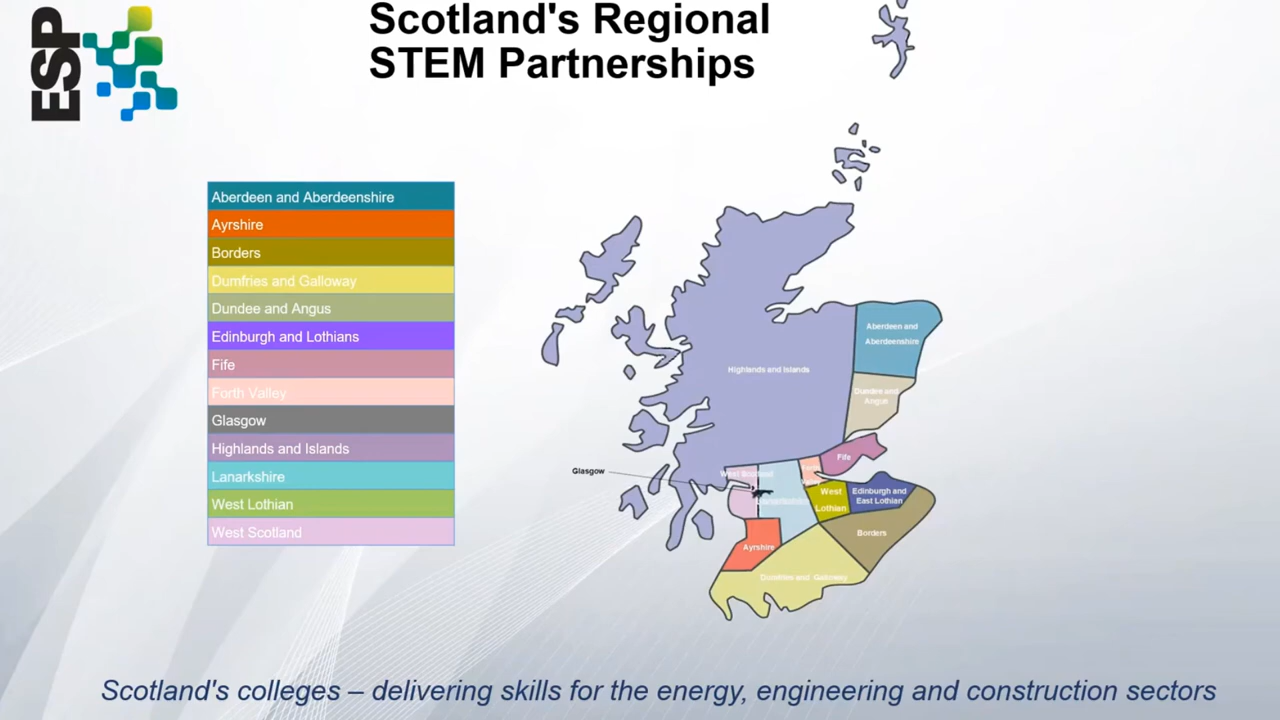 ESP
Scotland's Regional
STEM Partnerships
Aberdeen and Aberdeenshire
Ayrshire
Borders
Dumfries and Galloway
Dundee and Angus
Edinburgh and Lothians
Fife
Forth Valley
Glasgow
Highlands and Islands
Lanarkshire
West Lothian
West Scotland
Aberdeen and
Aberdeenshire
Highlands and Islands
Dundee and
Angus
Fife
Glasgow
West Scotland
West
Lothian
Edinburgh and
East Lothian
Lanarkshire
Borders
Ayrshire
Dumfries and Galloway
Scotland's colleges – delivering skills for the energy, engineering and construction sectors